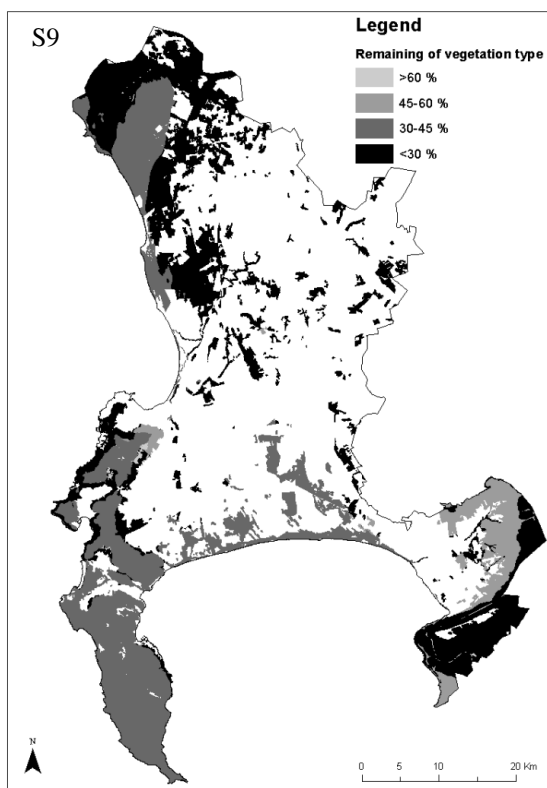 S9
Legend
Remaining of vegetation type
>60 %
45-60 %
30-45 %
<30 %
N
0 5 10 20 Km